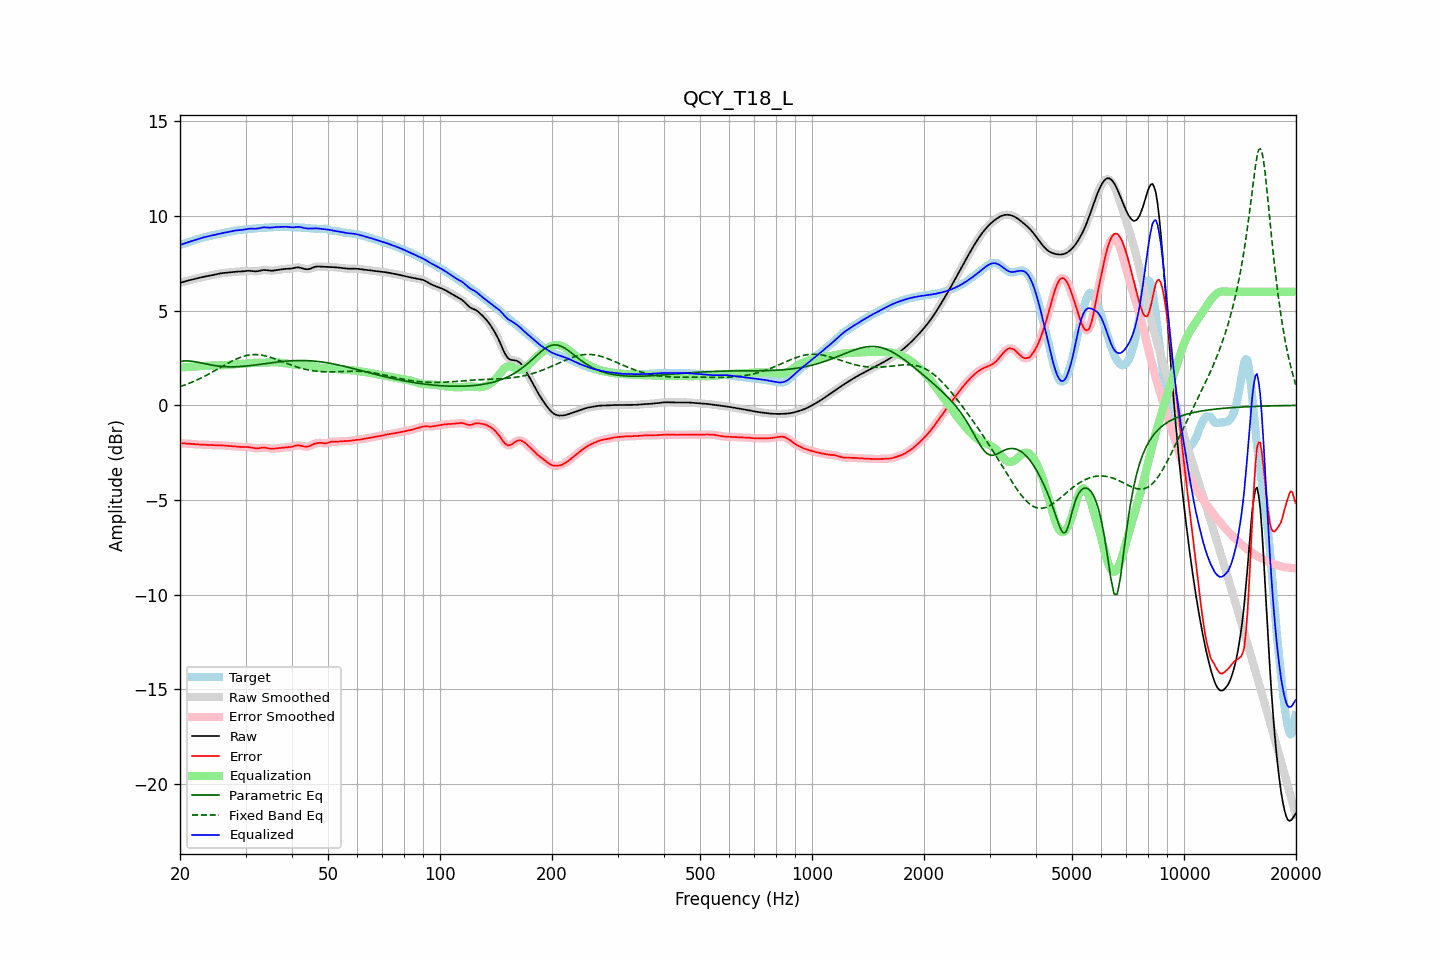 QCY_T18_L
15
10
5
0
−5
−10
−15
−20
Amplitude (dBr)
Target
Raw Smoothed
Error Smoothed
Raw
Error
Equalization
Parametric Eq
Fixed Band Eq
Equalized
20 50 100 200 500 1000 2000 5000 10000 20000
Frequency (Hz)